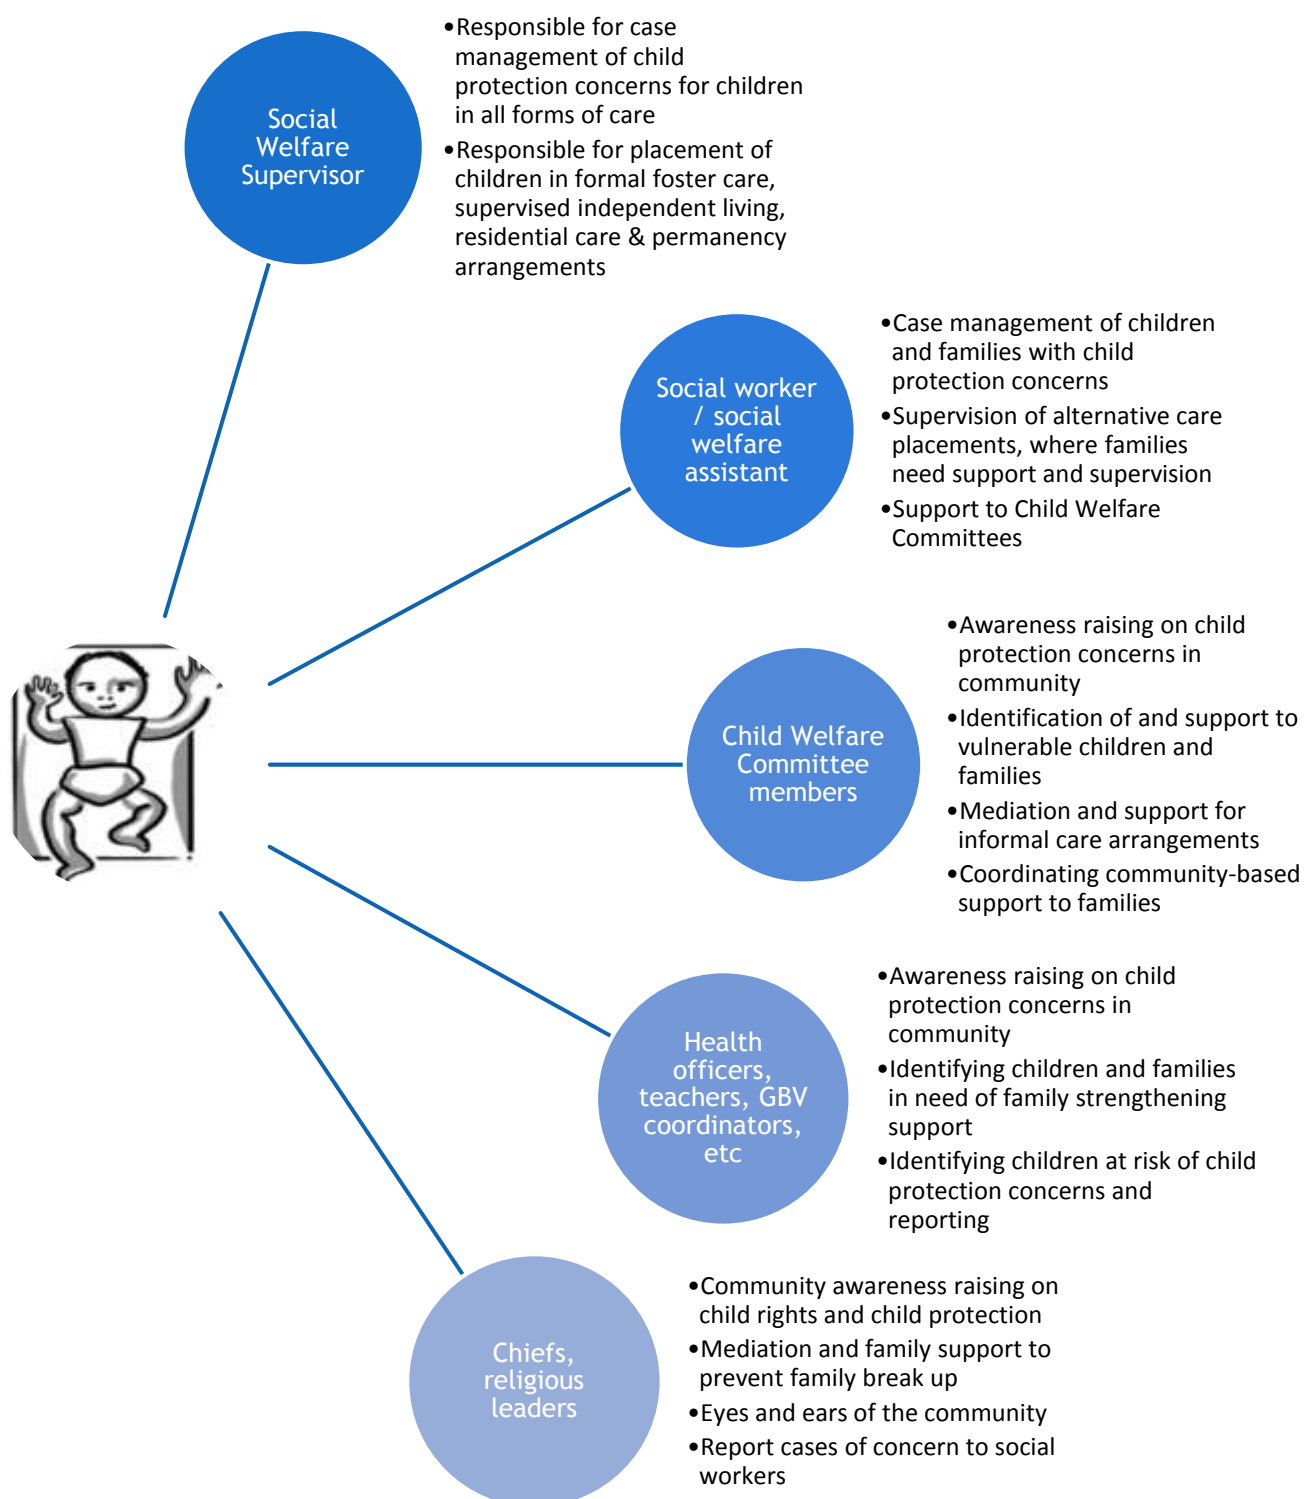 Social
Welfare
Supervisor
•Responsible for case
management of child
protection concerns for children
in all forms of care
•Responsible for placement of
children in formal foster care,
supervised independent living,
residential care & permanency
arrangements
Social worker
/ social
welfare
assistant
•Case management of children
and families with child
protection concerns
•Supervision of alternative care
placements, where families
need support and supervision
•Support to Child Welfare
Committees
Child Welfare
Committee
members
•Awareness raising on child
protection concerns in
community
•Identification of and support to
vulnerable children and
families
•Mediation and support for
informal care arrangements
•Coordinating community-based
support to families
Health
officers,
teachers, GBV
coordinators,
etc
•Awareness raising on child
protection concerns in
community
•Identifying children and families
in need of family strengthening
support
•Identifying children at risk of child
protection concerns and
reporting
Chiefs,
religious
leaders
•Community awareness raising on
child rights and child protection
•Mediation and family support to
prevent family break up
•Eyes and ears of the community
•Report cases of concern to social
workers